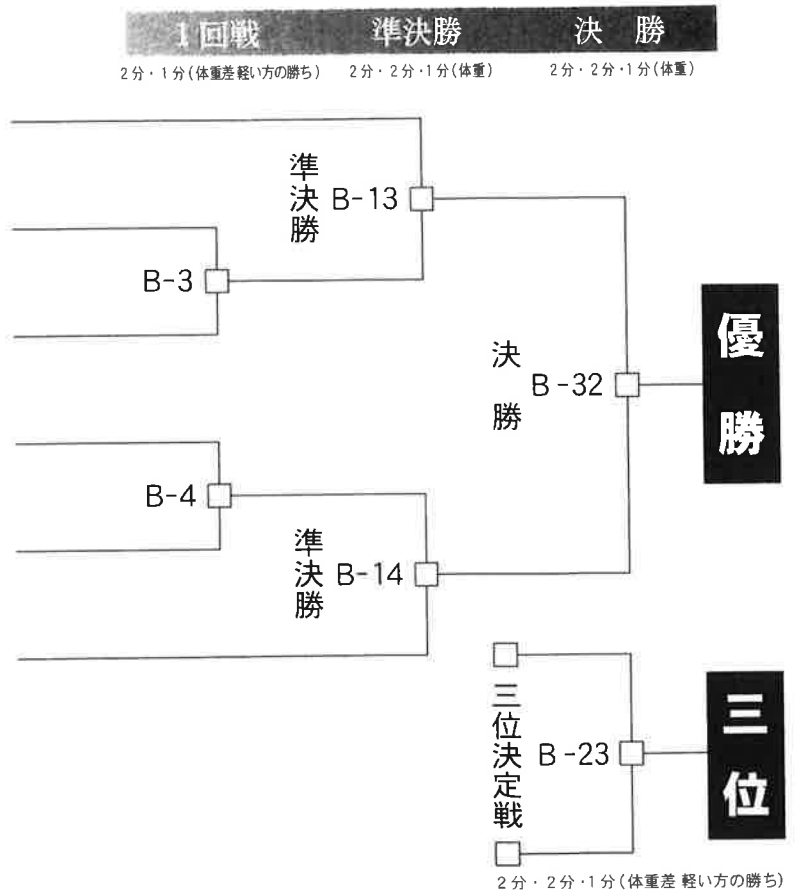 1回戦 準決勝 決 勝
2分・1分(体重差 軽い方の勝ち) 2分・2分・1分(体重) 2分・2分・1分(体重)
準決勝 B-13
B-3
決 勝 B-32
優勝
B-4
準決勝 B-14
三位決定戦 B-23
三位
2分・2分・1分(体重差 軽い方の勝ち)